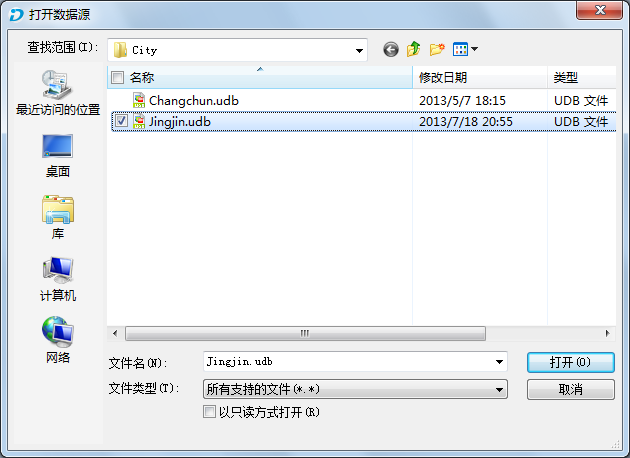 打开数据源
查找范围(I): City
名称 修改日期 类型
Changchun.udb 2013/5/7 18:15 UDB 文件
Jingjin.udb 2013/7/18 20:55 UDB 文件
最近访问的位置
桌面
库
计算机
网络
文件名(N): Jingjin.udb 打开(O)
文件类型(T): 所有支持的文件(*.*) 取消
以只读方式打开(R)